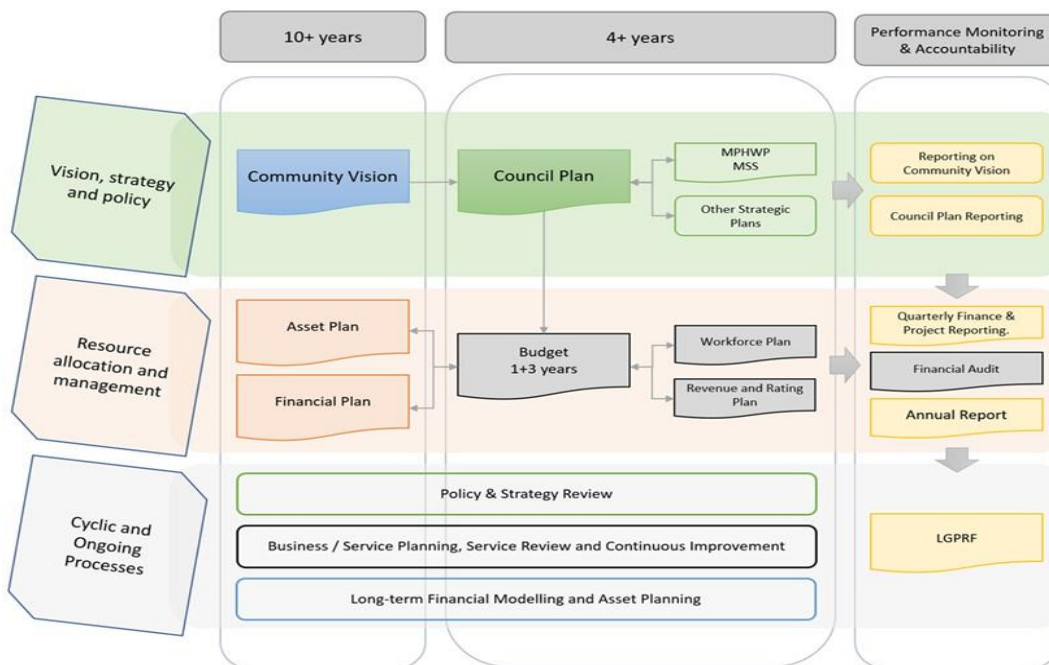 10+ years
4+ years
Performance Monitoring
& Accountability
Vision, strategy
and policy
Community Vision
Council Plan
MPHWP
MSS
Other Strategic
Plans
Reporting on
Community Vision
Council Plan Reporting
Resource
allocation and
management
Asset Plan
Financial Plan
Budget
1+3 years
Workforce Plan
Revenue and Rating
Plan
Quarterly Finance &
Project Reporting.
Financial Audit
Annual Report
Cyclic and
Ongoing
Processes
Policy & Strategy Review
Business / Service Planning, Service Review and Continuous Improvement
Long-term Financial Modelling and Asset Planning
LGPRF